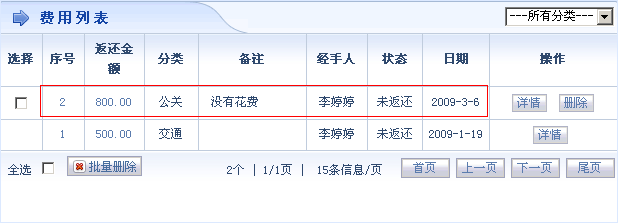 费用列表 ---所有分类---
选择 序号 返还金额 分类 备注 经手人 状态 日期 操作
2 800.00 公关 没有花费 李婷婷 未返还 2009-3-6 详情 删除
1 500.00 交通 李婷婷 未返还 2009-1-19 详情
全选 批量删除 2个 | 1/1页 | 15条信息/页 首页 上一页 下一页 尾页